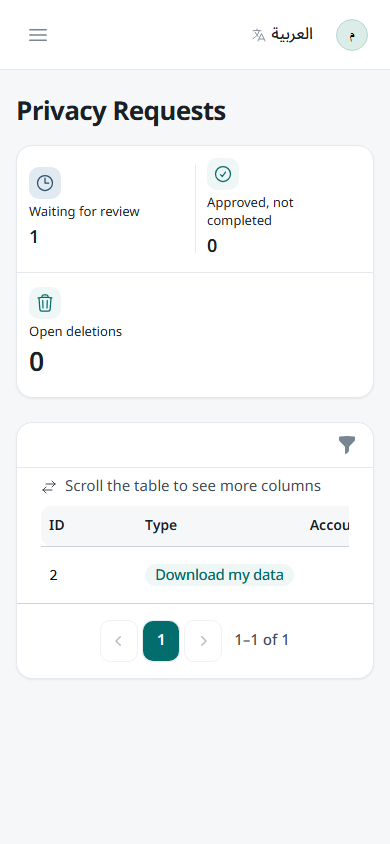 العربية
م
Privacy Requests
Waiting for review
1
Approved, not
completed
0
Open deletions
0
Scroll the table to see more columns
ID Type Accou
2 Download my data
1 1–1 of 1